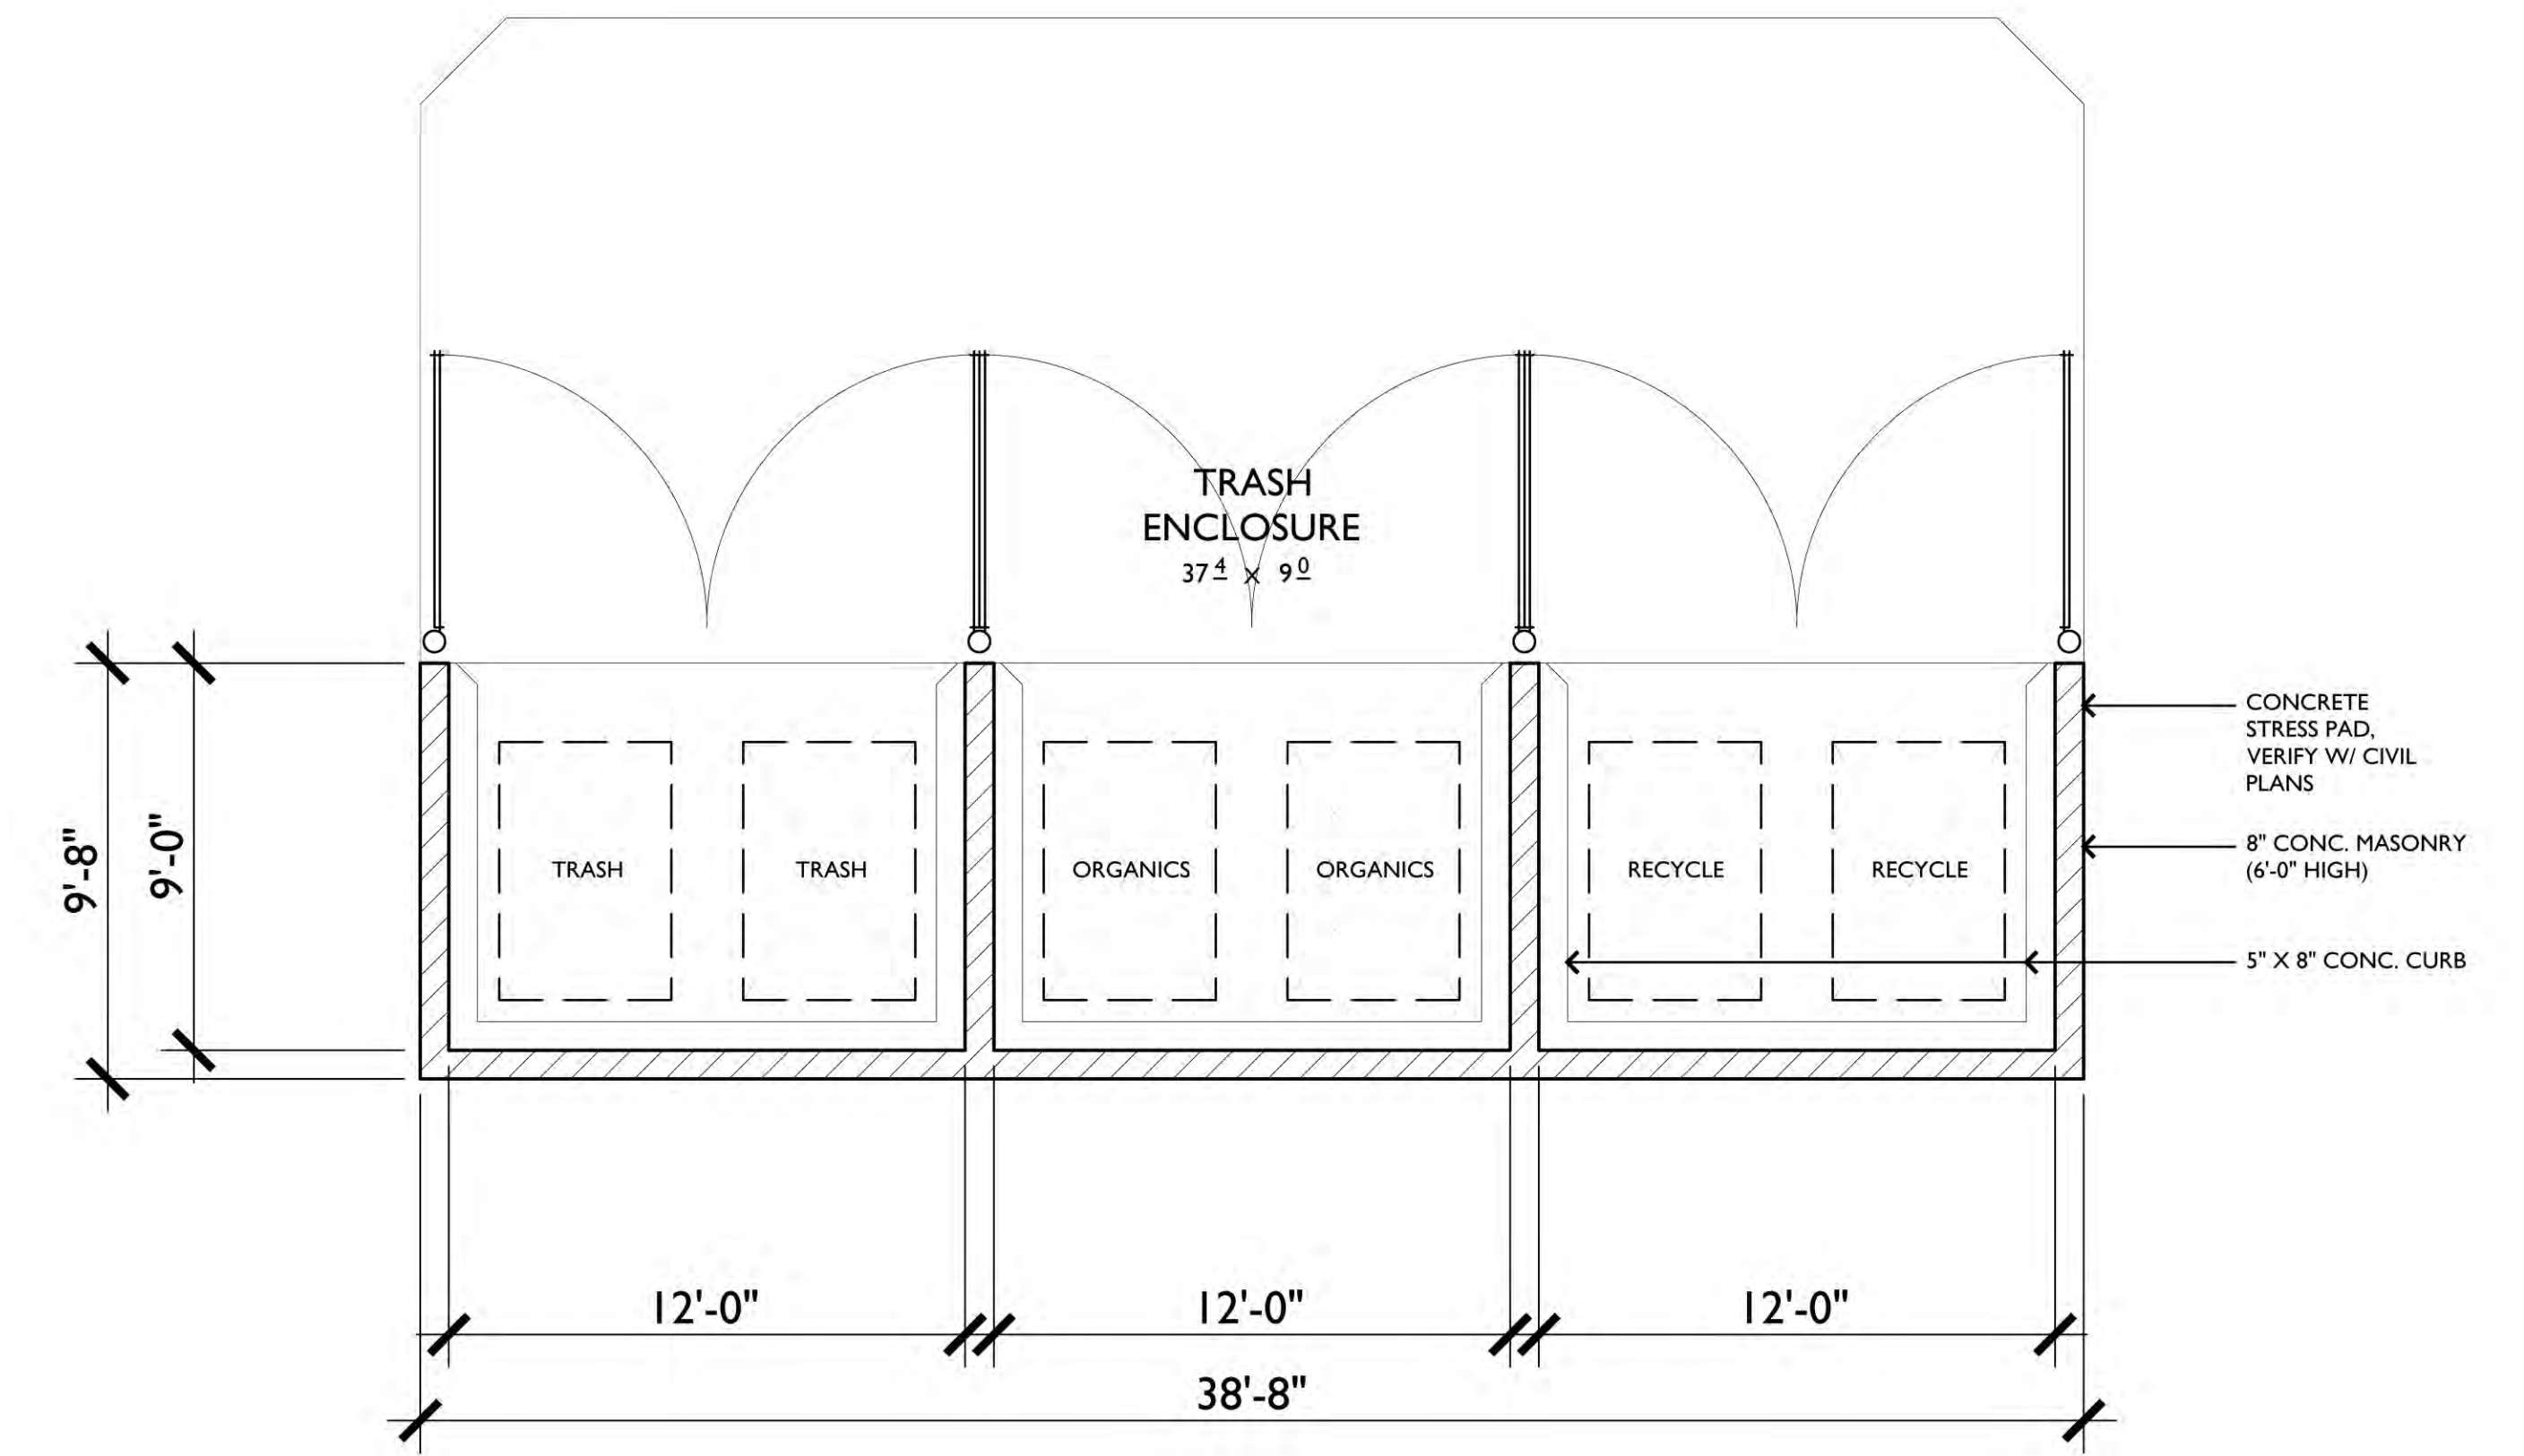 TRASH
ENCLOSURE
37 4 x 9 0
CONCRETE
STRESS PAD,
VERIFY W/ CIVIL
PLANS
8" CONC. MASONRY
(6'-0" HIGH)
9'-8"
9'-0"
TRASH
TRASH
ORGANICS
ORGANICS
RECYCLE
RECYCLE
5" X 8" CONC. CURB
12'-0"
12'-0"
12'-0"
38'-8"